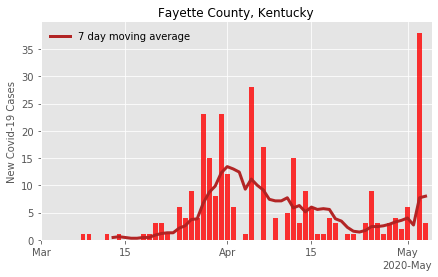 Fayette County, Kentucky
7 day moving average
New Covid-19 Cases
35
30
25
20
15
10
5
0
Mar 15 Apr 15 May
2020-May